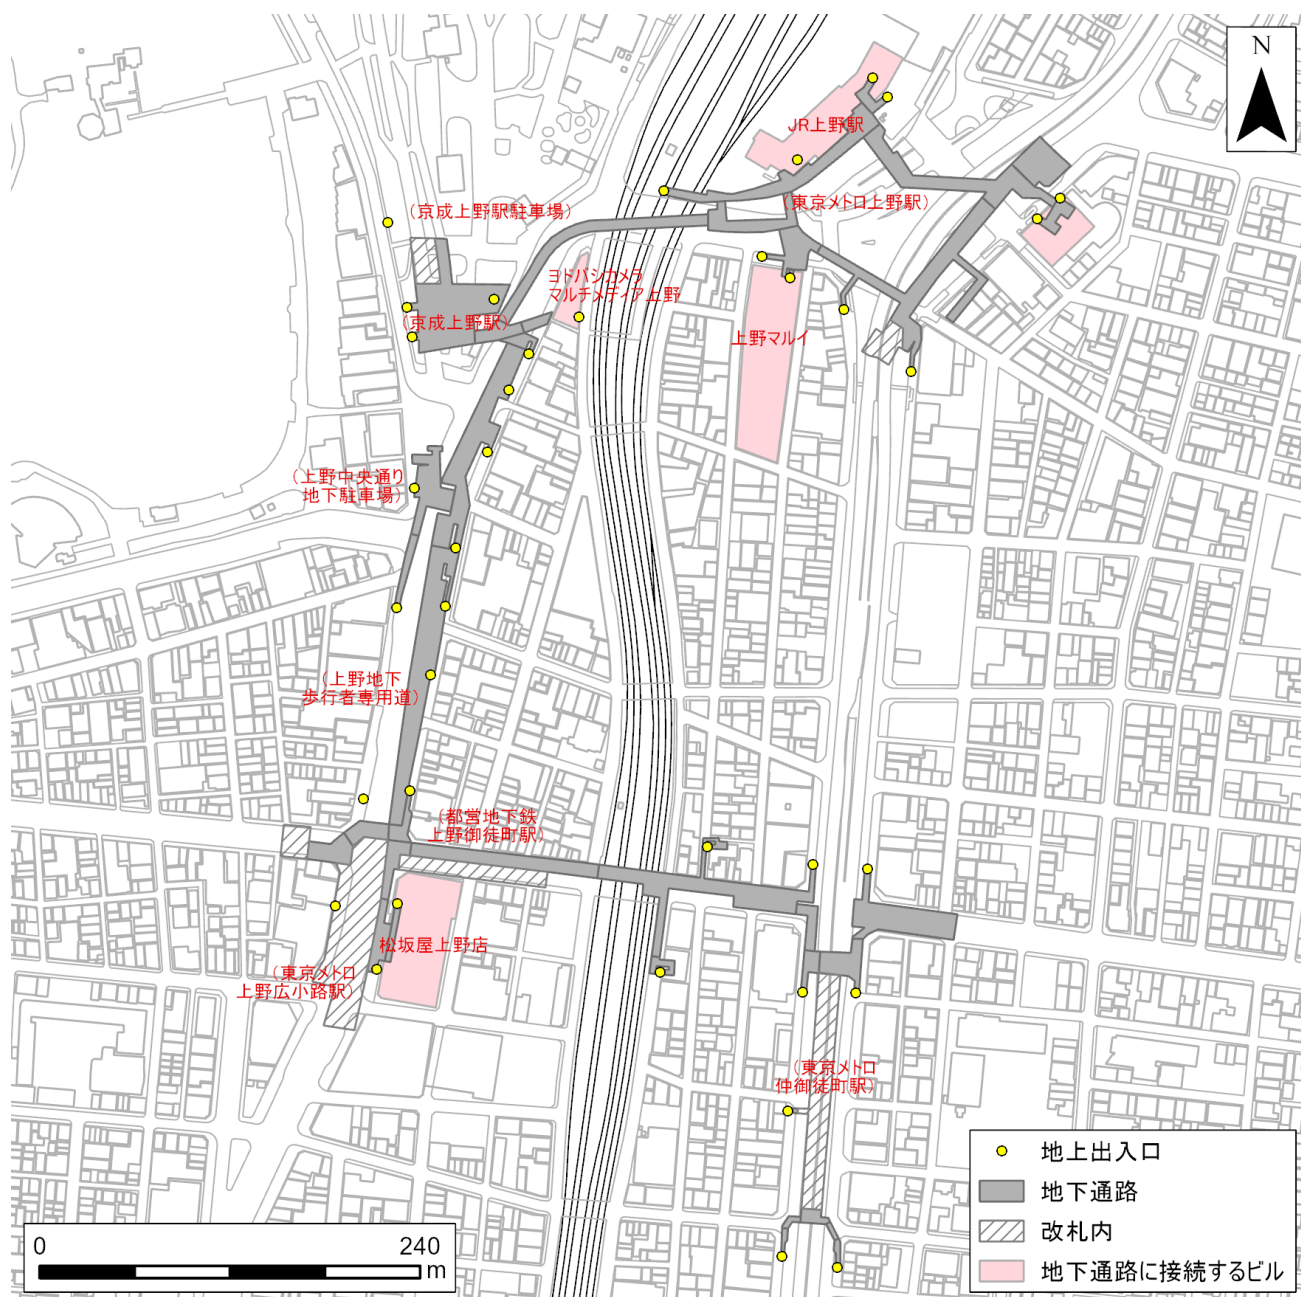 N
JR上野駅
(東京メトロ上野駅)
(京成上野駅駐車場)
ヨドバシカメラ
マルチメディア上野
(京成上野駅)
上野マルイ
(上野中央通り
地下駐車場)
(上野地下
歩行者専用道)
(都営地下鉄
上野御徒町駅)
松坂屋上野店
(東京メトロ
上野広小路駅)
(東京メトロ
仲御徒町駅)
地上出入口
地下通路
改札内
地下通路に接続するビル
0 240
m